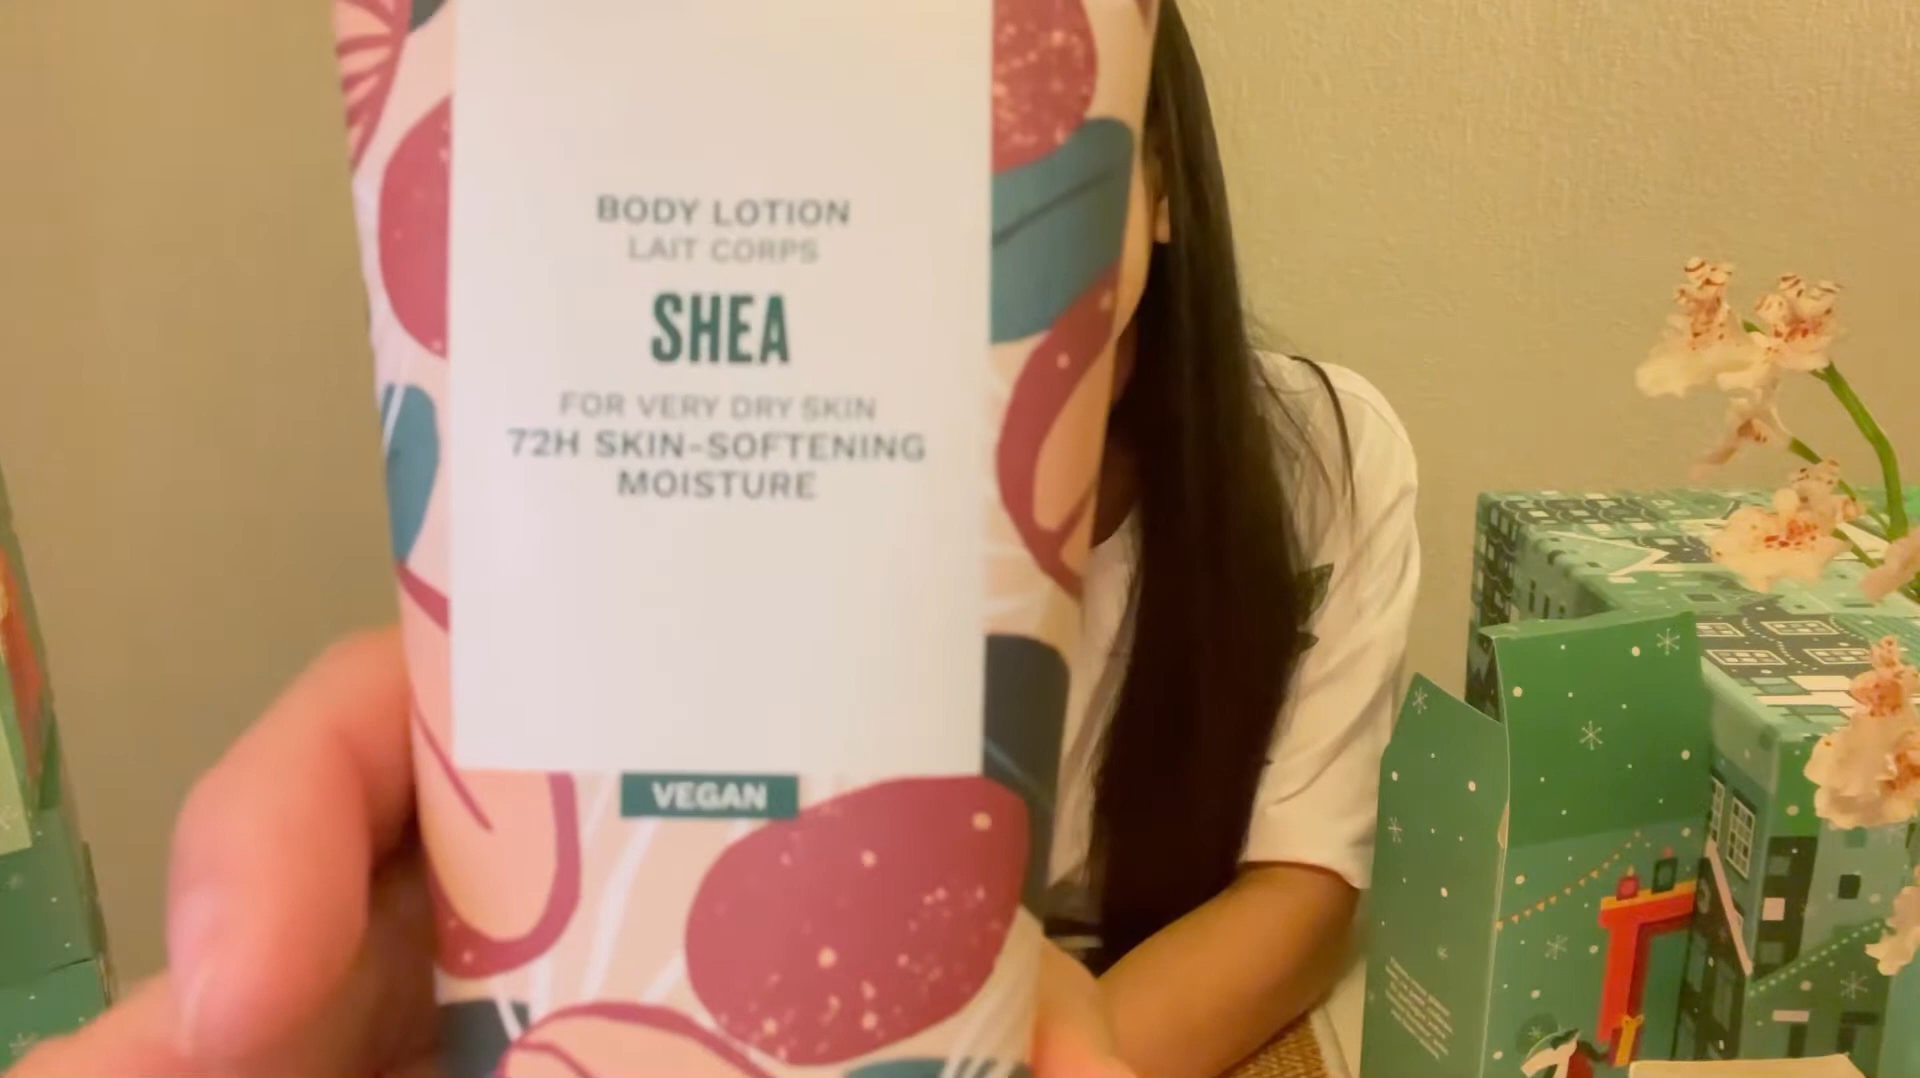 BODY LOTION
LAIT CORPS
SHEA
FOR VERY DRY SKIN
72H SKIN-SOFTENING
MOISTURE
VEGAN